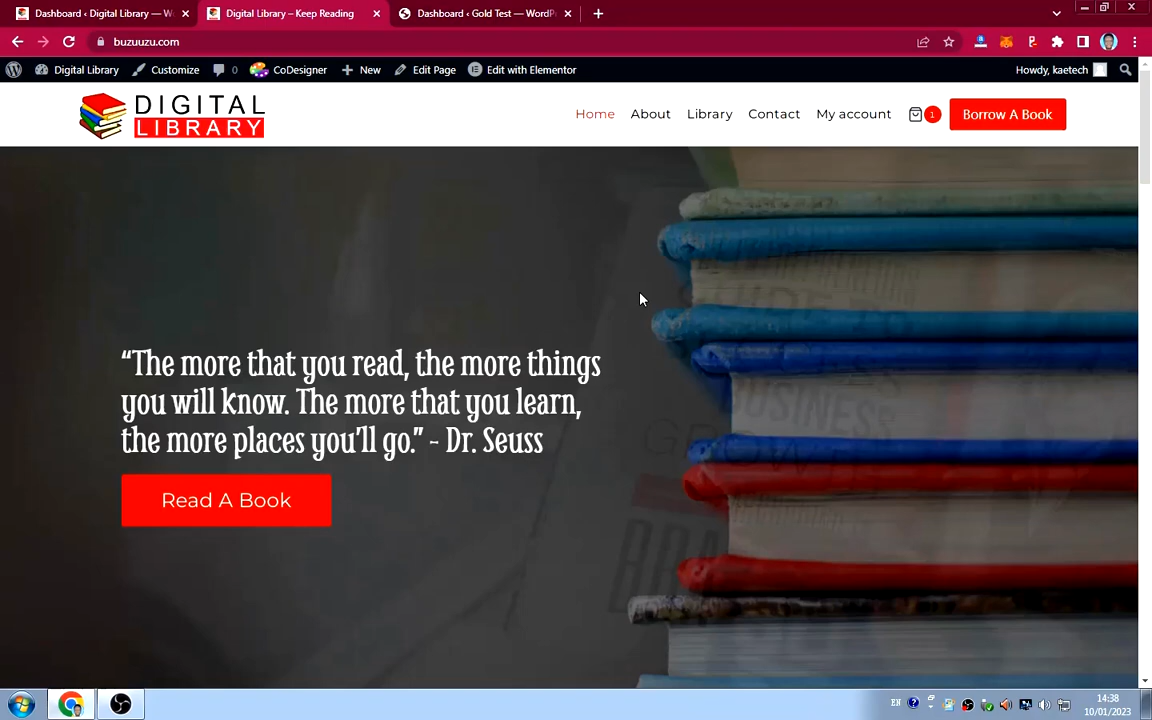 Dashboard ‹ Digital Library — W
Digital Library – Keep Reading
Dashboard ‹ Gold Test — WordP
buzuuzu.com
Digital Library
Customize
0
CoDesigner
New
Edit Page
Edit with Elementor
Howdy, kaetech
DIGITAL
LIBRARY
Home
About
Library
Contact
My account
1
Borrow A Book
“The more that you read, the more things
you will know. The more that you learn,
the more places you'll go.” - Dr. Seuss
Read A Book
BUSINESS
EN
14:38
10/01/2023